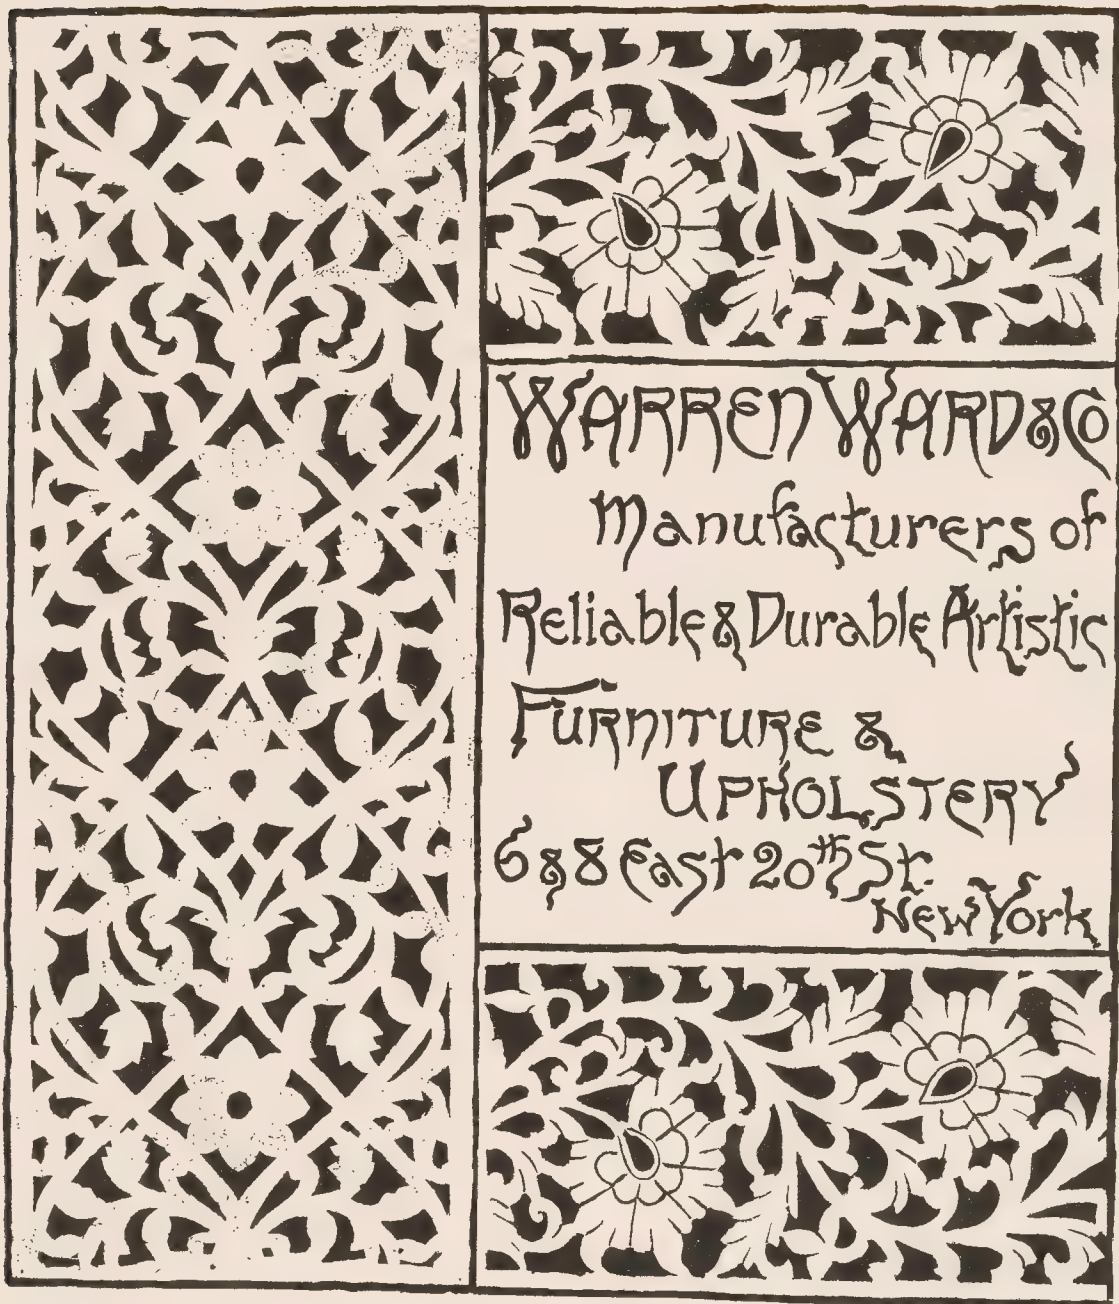 WARREN WARD & Co
Manufacturers of
Reliable & Durable Artistic
FURNITURE &
UPHOLSTERY
6 & 8 East 20th St.
New York